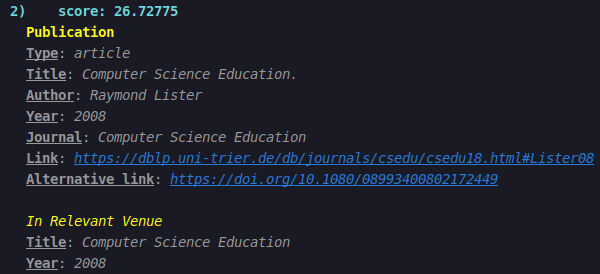 2) score: 26.72775
Publication
Type: article
Title: Computer Science Education.
Author: Raymond Lister
Year: 2008
Journal: Computer Science Education
Link: https://dblp.uni-trier.de/db/journals/csedu/csedu18.html#Lister08
Alternative link: https://doi.org/10.1080/08993400802172449
In Relevant Venue
Title: Computer Science Education
Year: 2008